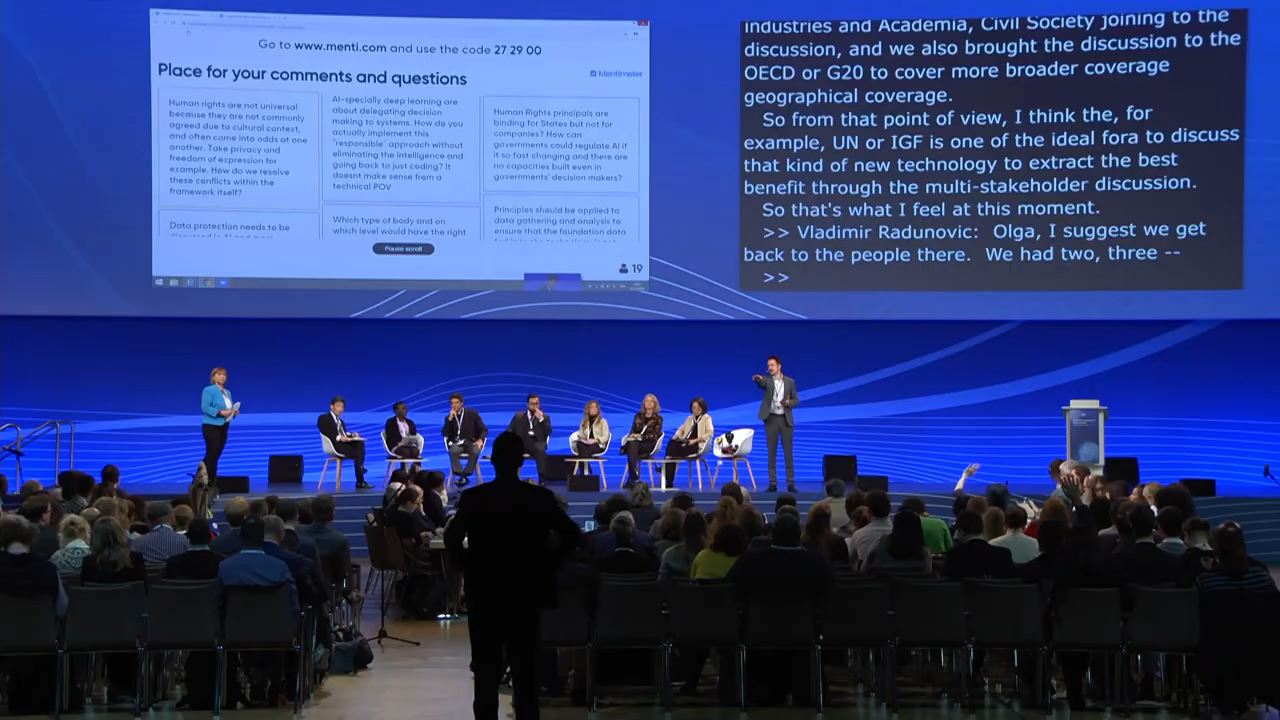 Go to www.menti.com and use the code 27 29 00
Place for your comments and questions
Mentimeter
Human rights are not universal
because they are not commonly
agreed due to cultural context,
and often come into odds at one
another. Take privacy and
freedom of expression for
example. How do we resolve
these conflicts within the
framework itself?
Data protection needs to be
AI-specially deep learning are
about delegating decision
making to systems. How do you
actually implement this
"responsible" approach without
eliminating the intelligence and
going back to just coding? It
doesnt make sense from a
technical POV
Which type of body and on
which level would have the right
Human Rights principals are
binding for States but not for
companies? How can
governments could regulate AI if
it so fast changing and there are
no capacities built even in
governments' decision makers?
Principles should be applied to
data gathering and analysis to
ensure that the foundation data
Pause scroll
19
Industries and Academia, Civil Society joining to the
discussion, and we also brought the discussion to the
OECD or G20 to cover more broader coverage
geographical coverage.
So from that point of view, I think the, for
example, UN or IGF is one of the ideal fora to discuss
that kind of new technology to extract the best
benefit through the multi-stakeholder discussion.
So that's what I feel at this moment.
>> Vladimir Radunovic: Olga, I suggest we get
back to the people there. We had two, three --
>>